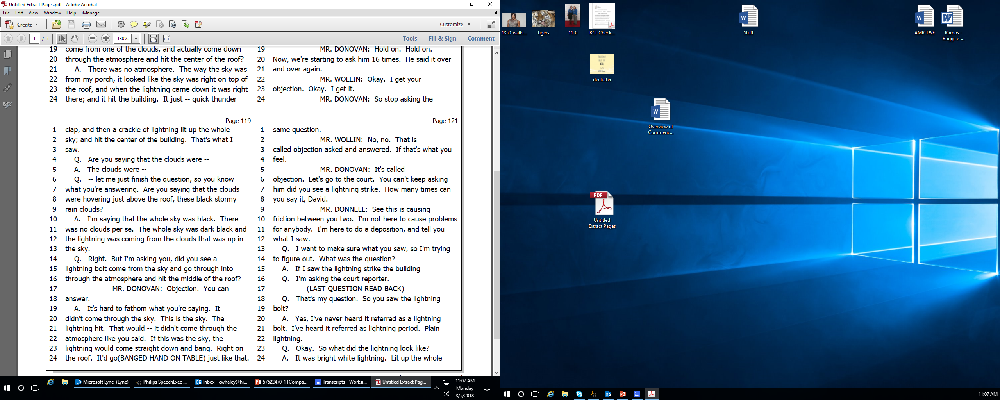 Untitled Extract Pages.pdf - Adobe Acrobat
File Edit View Window Help iManage
Create
Customize
1 / 1
130%
Tools Fill & Sign Comment
19 come from one of the clouds, and actually come down
20 through the atmosphere and hit the center of the roof?
21 A. There was no atmosphere. The way the sky was
22 from my porch, it looked like the sky was right on top of
23 the roof, and when the lightning came down it was right
24 there; and it hit the building. It just -- quick thunder
19 MR. DONOVAN: Hold on. Hold on.
20 Now, we're starting to ask him 16 times. He said it over
21 and over again.
22 MR. WOLLIN: Okay. I get your
23 objection. Okay. I get it.
24 MR. DONOVAN: So stop asking the
Page 119
1 clap, and then a crackle of lightning lit up the whole
2 sky; and hit the center of the building. That's what I
3 saw.
4 Q. Are you saying that the clouds were --
5 A. The clouds were --
6 Q. -- let me just finish the question, so you know
7 what you're answering. Are you saying that the clouds
8 were hovering just above the roof, these black stormy
9 rain clouds?
10 A. I'm saying that the whole sky was black. There
11 was no clouds per se. The whole sky was dark black and
12 the lightning was coming from the clouds that was up in
13 the sky.
14 Q. Right. But I'm asking you, did you see a
15 lightning bolt come from the sky and go through into
16 through the atmosphere and hit the middle of the roof?
17 MR. DONOVAN: Objection. You can
18 answer.
19 A. It's hard to fathom what you're saying. It
20 didn't come through the sky. This is the sky. The
21 lightning hit. That would -- it didn't come through the
22 atmosphere like you said. If this was the sky, the
23 lightning would come straight down and bang. Right on
24 the roof. It'd go(BANGED HAND ON TABLE) just like that.
Page 121
1 same question.
2 MR. WOLLIN: No, no. That is
3 called objection asked and answered. If that's what you
4 feel.
5 MR. DONOVAN: It's called
6 objection. Let's go to the court. You can't keep asking
7 him did you see a lightning strike. How many times can
8 you say it, David.
9 MR. DONNELL: See this is causing
10 friction between you two. I'm not here to cause problems
11 for anybody. I'm here to do a deposition, and tell you
12 what I saw.
13 Q. I want to make sure what you saw, so I'm trying
14 to figure out. What was the question?
15 A. If I saw the lightning strike the building
16 Q. I'm asking the court reporter.
17 (LAST QUESTION READ BACK)
18 Q. That's my question. So you saw the lightning
19 bolt?
20 A. Yes, I've never heard it referred as a lightning
21 bolt. I've heard it referred as lightning period. Plain
22 lightning.
23 Q. Okay. So what did the lightning look like?
24 A. It was bright white lightning. Lit up the whole
Microsoft Lync (Lync)
Philips SpeechExec ...
Inbox - cwhaley@hi...
57522470_1 [Compa...
Transcripts - Worksi...
Untitled Extract Pag...
11:07 AM
Monday
3/5/2018
1350-walki...
tigers
11_0
BCI-Check...
Stuff
AMR T&E
Ramos -
Briggs e-...
declutter
Overview of
Commenc...
PDF
Untitled
Extract Pages
11:07 AM